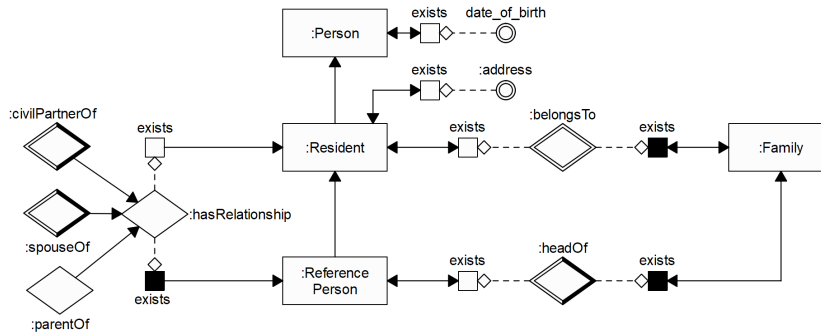 exists
date_of_birth
:Person
exists
:address
:civilPartnerOf
exists
:Resident
exists
:belongsTo
exists
:Family
:hasRelationship
:spouseOf
exists
:Reference
Person
exists
:headOf
exists
:parentOf